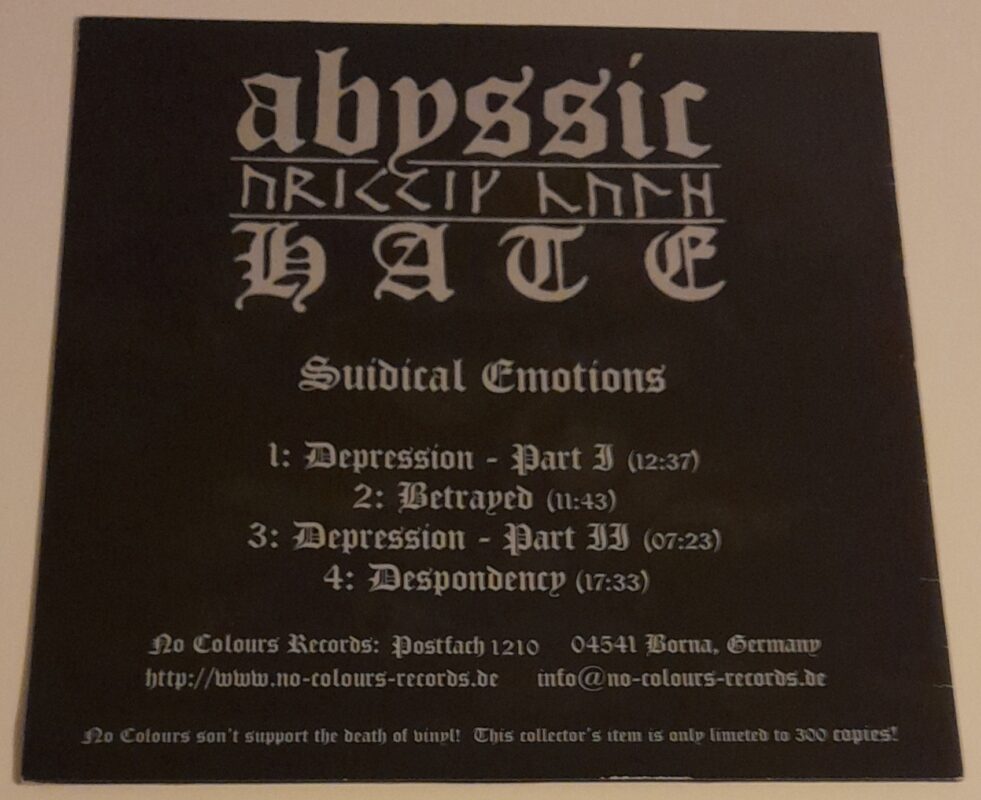 abyssic
HATE
Suidical Emotions
1: Depression - Part I (12:37)
2: Betrayed (11:43)
3: Depression - Part II (07:23)
4: Despondency (17:33)
No Colours Records: Postfach 1210 04541 Borna, Germany
http://www.no-colours-records.de info@no-colours-records.de
No Colours son't support the death of vinyl! This collector's item is only limeted to 300 copies!